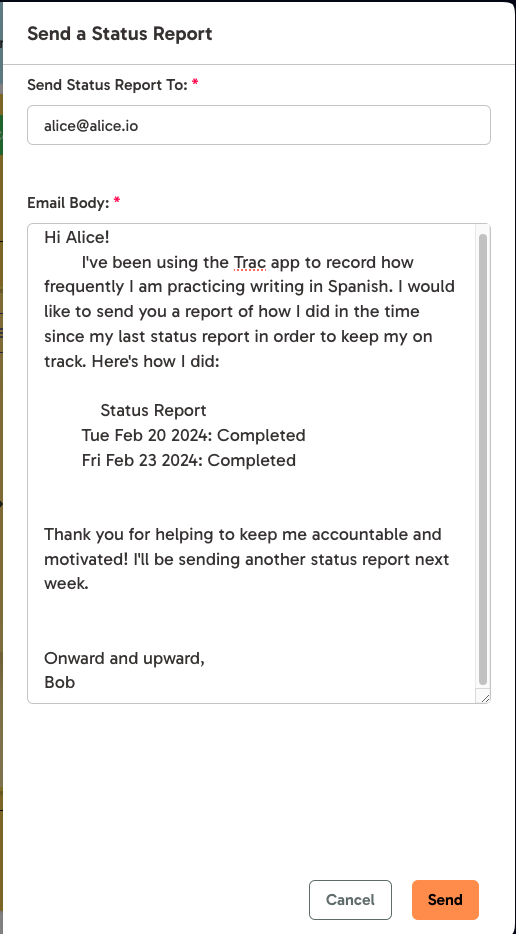 Send a Status Report
Send Status Report To: *
alice@alice.io
Email Body: *
Hi Alice!
I've been using the Trac app to record how
frequently I am practicing writing in Spanish. I would
like to send you a report of how I did in the time
since my last status report in order to keep my on
track. Here's how I did:
Status Report
Tue Feb 20 2024: Completed
Fri Feb 23 2024: Completed
Thank you for helping to keep me accountable and
motivated! I'll be sending another status report next
week.
Onward and upward,
Bob
Cancel Send